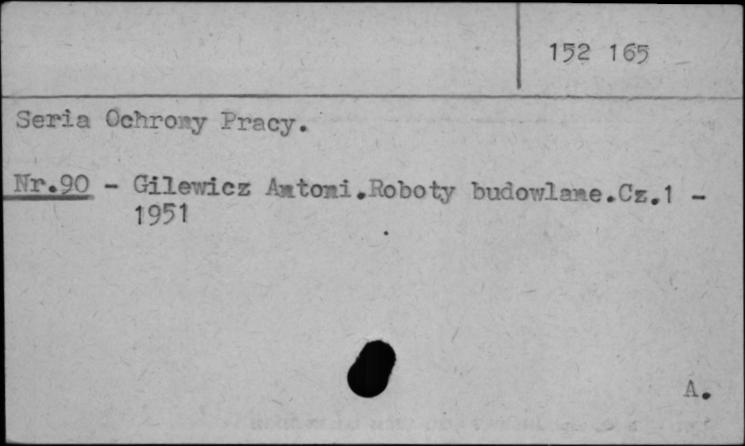 152 165
Seria Ochrony Pracy.
Nr.90 - Gilewicz Antoni.Roboty budowlane.Cz.1 -
1951
A.